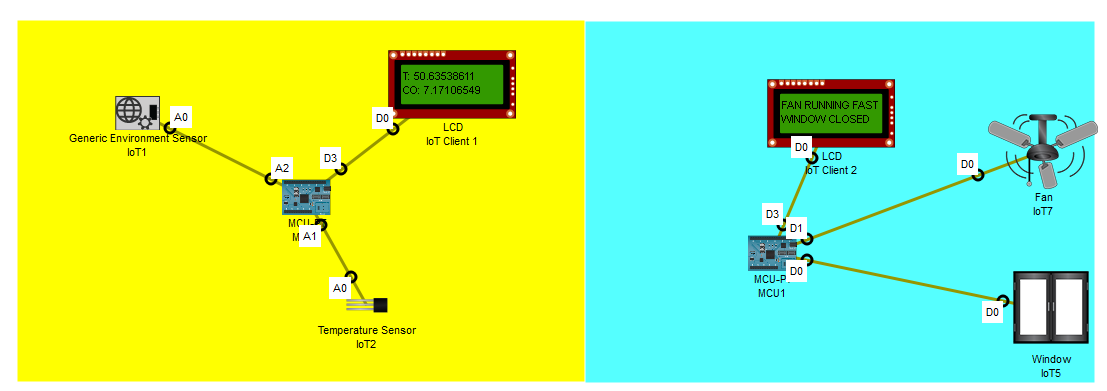 T: 50.63538611
CO: 7.17106549
D0
LCD
IoT Client 1
A0
Generic Environment Sensor
IoT1
A2
D3
A1
A0
Temperature Sensor
IoT2
FAN RUNNING FAST
WINDOW CLOSED
D0
LCD
IoT Client 2
D0
Fan
IoT7
D3
D1
D0
MCU1
D0
Window
IoT5